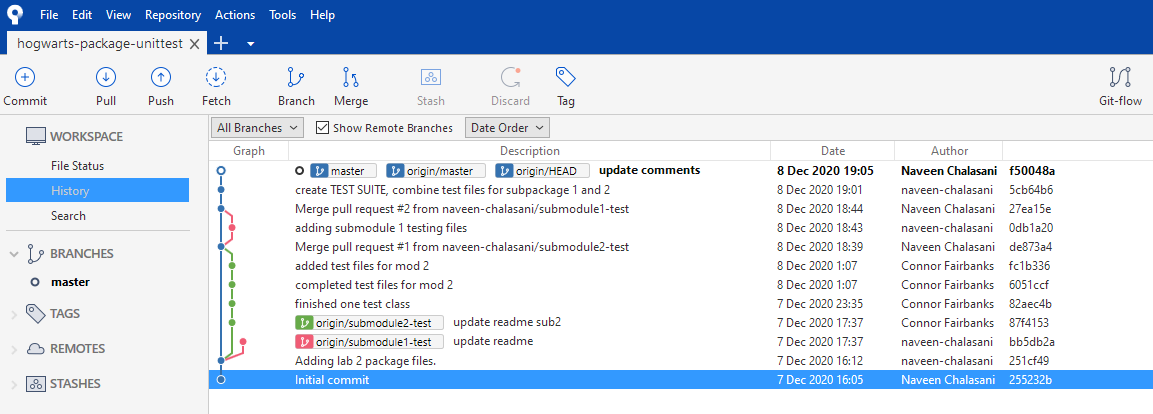 File Edit View Repository Actions Tools Help
hogwarts-package-unittest
Commit Pull Push Fetch Branch Merge Stash Discard Tag Git-flow
WORKSPACE
File Status
History
Search
BRANCHES
master
TAGS
REMOTES
STASHES
All Branches Show Remote Branches Date Order
Graph Description Date Author
master origin/master origin/HEAD update comments 8 Dec 2020 19:05 Naveen Chalasani f50048a
create TEST SUITE, combine test files for subpackage 1 and 2 8 Dec 2020 19:01 naveen-chalasani 5cb64b6
Merge pull request #2 from naveen-chalasani/submodule1-test 8 Dec 2020 18:44 Naveen Chalasani 27ea15e
adding submodule 1 testing files 8 Dec 2020 18:43 naveen-chalasani 0db1a20
Merge pull request #1 from naveen-chalasani/submodule2-test 8 Dec 2020 18:39 Naveen Chalasani de873a4
added test files for mod 2 8 Dec 2020 1:07 Connor Fairbanks fc1b336
completed test files for mod 2 8 Dec 2020 1:07 Connor Fairbanks 6051ccf
finished one test class 7 Dec 2020 23:35 Connor Fairbanks 82aec4b
origin/submodule2-test update readme sub2 7 Dec 2020 17:37 Connor Fairbanks 87f4153
origin/submodule1-test update readme 7 Dec 2020 17:37 naveen-chalasani bb5db2a
Adding lab 2 package files. 7 Dec 2020 16:12 naveen-chalasani 251cf49
Initial commit 7 Dec 2020 16:05 Naveen Chalasani 255232b